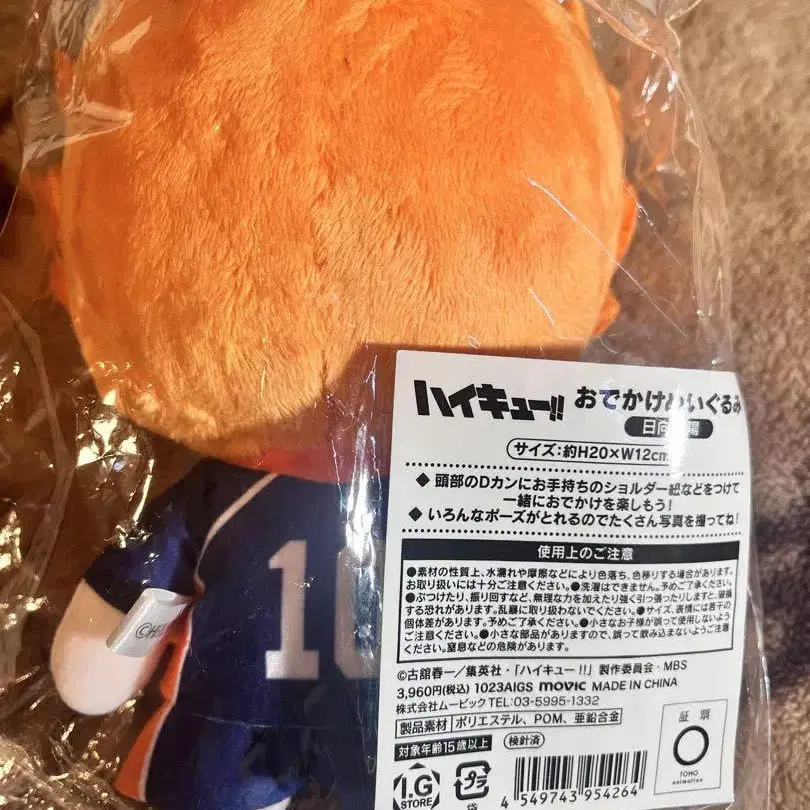 ハイキュー!! おでかけぬいぐるみ
日向 陽
サイズ:約H20×W12cm
◆ 頭部のDカンにお手持ちのショルダー紐などをつけて
一緒におでかけを楽しもう!
◆ いろんなポーズがとれるのでたくさん写真を撮ってね!
使用上のご注意
●素材の性質上、水濡れや摩擦などにより色落ち、色移りする場合があります。
お取り扱いには十分ご注意ください。●洗濯はできません。予めご了承ください。
●ぶつけたり、振り回すなど、無理な力を加えたり強く引っ張ったりしますと、破損
する恐れがあります。乱暴に取り扱わないでください。●サイズ、表情には若干の
個体差があります。予めご了承ください。●小さなお子様が誤って使用しないよう
ご注意ください。●小さな部品がありますので、誤って飲み込まないようご注意
ください。窒息などの危険があります。
©古舘春一/集英社・「ハイキュー!!」製作委員会・MBS
3,960円(税込) 1023AIGS movic MADE IN CHINA
株式会社ムービック TEL:03-5995-1332
製品素材 ポリエステル、POM、亜鉛合金
対象年齢15歳以上 検針済
I.G STORE
プラ
袋
4 549743 954264
証票
TOHO animation
10
©H